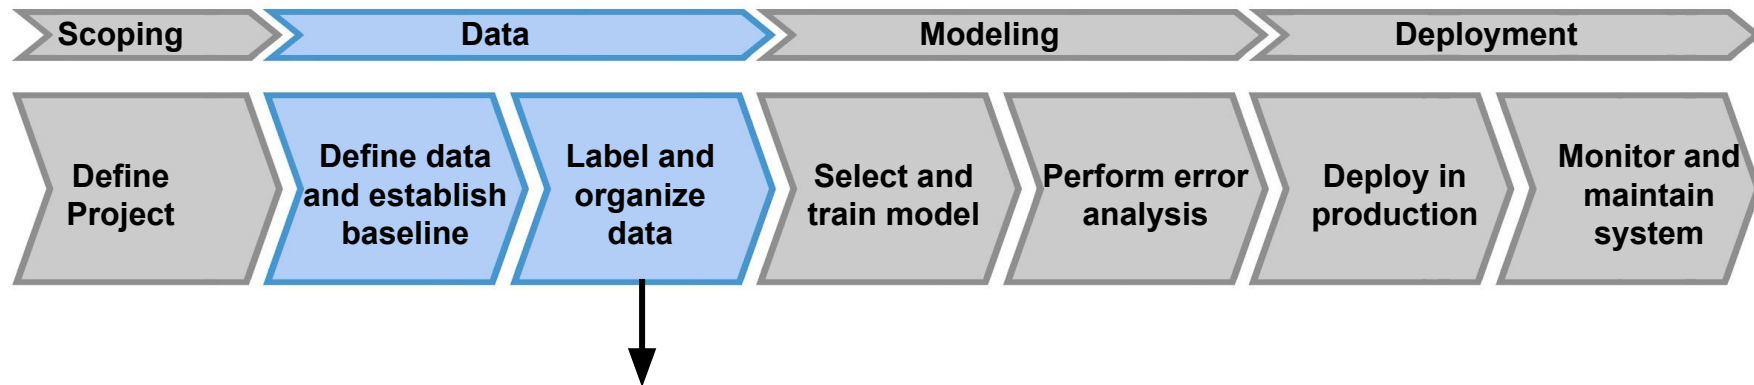 Scoping
Data
Modeling
Deployment
Define
Project
Define data
and establish
baseline
Label and
organize
data
Select and
train model
Perform error
analysis
Deploy in
production
Monitor and
maintain
system